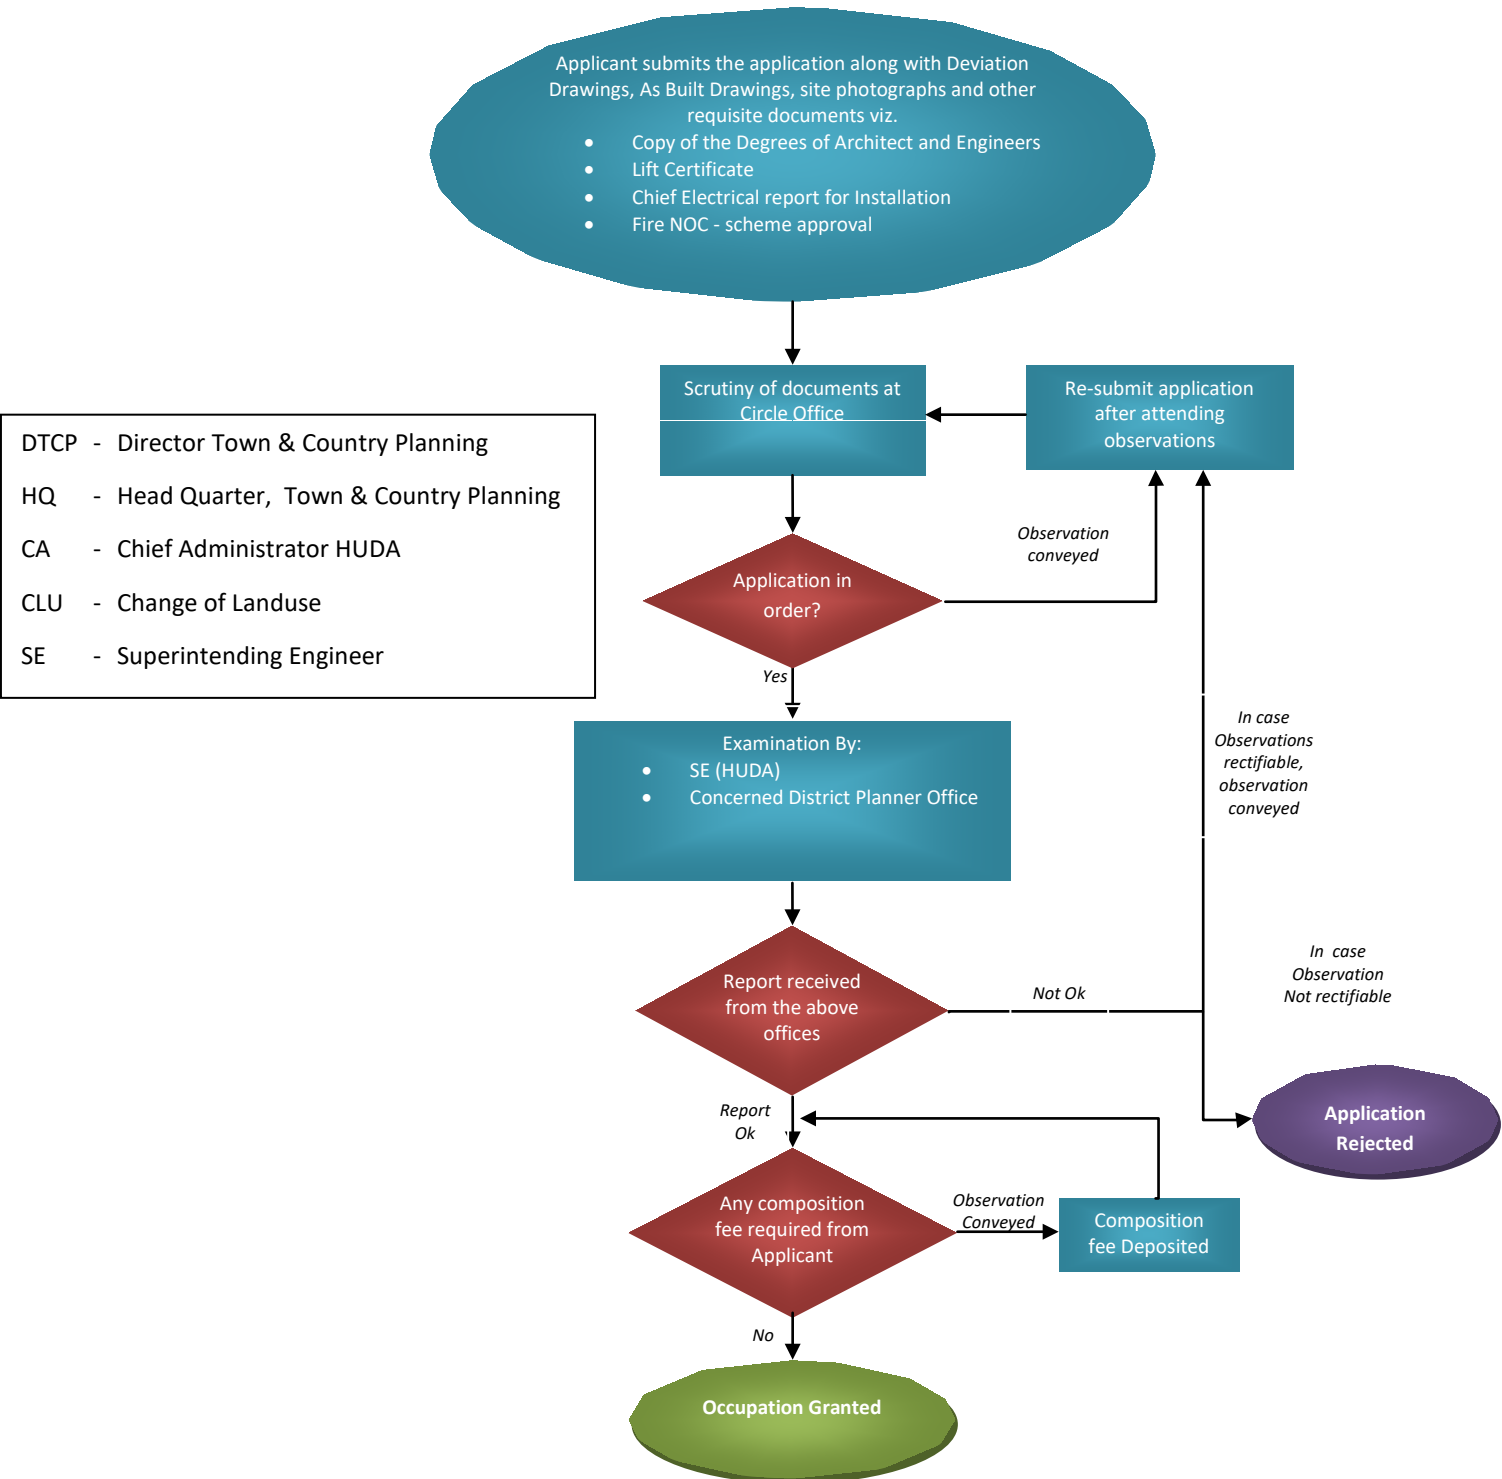 Applicant submits the application along with Deviation
Drawings, As Built Drawings, site photographs and other
requisite documents viz.
• Copy of the Degrees of Architect and Engineers
• Lift Certificate
• Chief Electrical report for Installation
• Fire NOC - scheme approval
Scrutiny of documents at
Circle Office
Re-submit application
after attending
observations
DTCP - Director Town & Country Planning
HQ - Head Quarter, Town & Country Planning
CA - Chief Administrator HUDA
CLU - Change of Landuse
SE - Superintending Engineer
Observation
conveyed
Application in
order?
Yes
Examination By:
• SE (HUDA)
• Concerned District Planner Office
In case
Observations
rectifiable,
observation
conveyed
Report received
from the above
offices
Not Ok
In case
Observation
Not rectifiable
Report
Ok
Application
Rejected
Any composition
fee required from
Applicant
Observation
Conveyed
Composition
fee Deposited
No
Occupation Granted